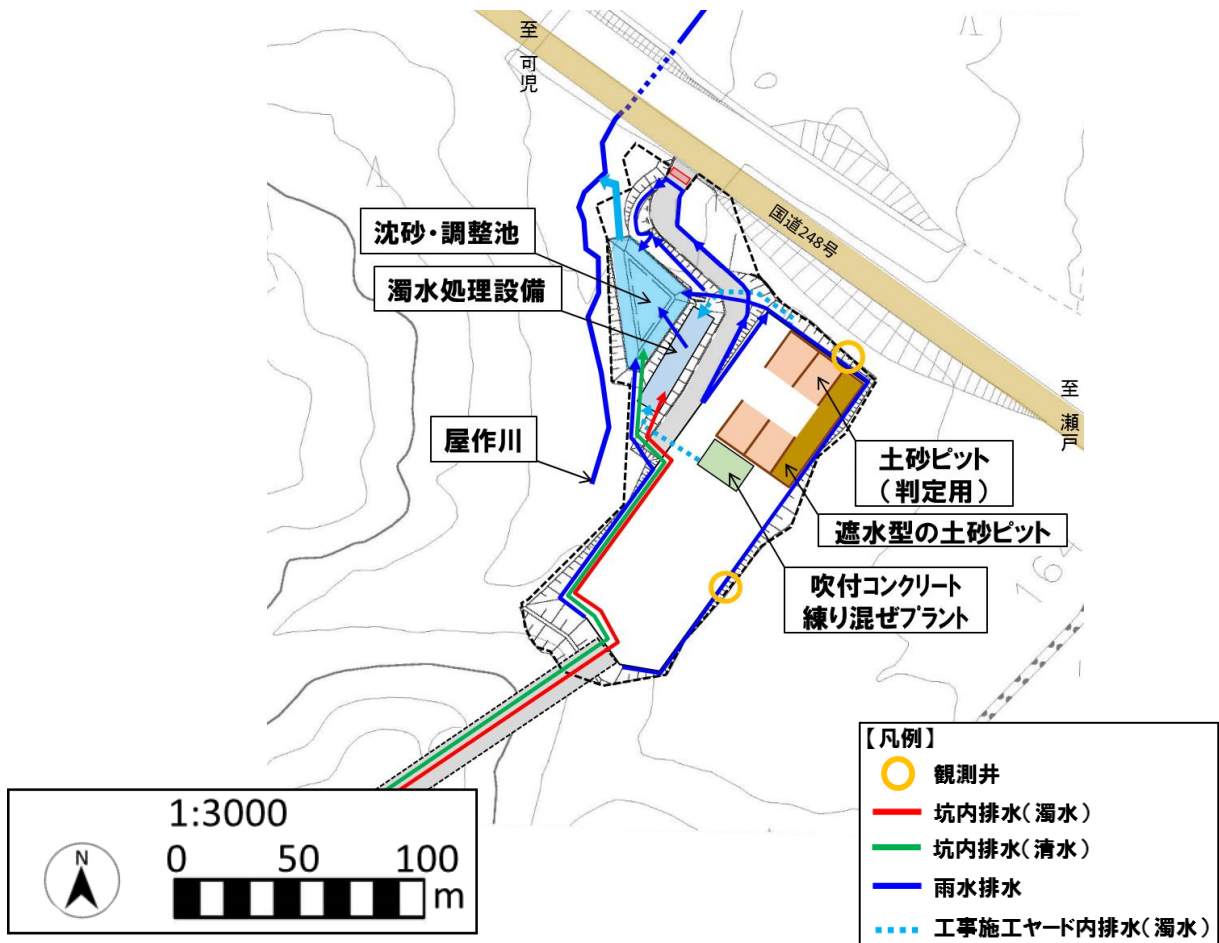 至 可児
国道248号
至 瀬戸
沈砂・調整池
濁水処理設備
屋作川
土砂ピット
（判定用）
遮水型の土砂ピット
吹付コンクリート
練り混ぜプラント
164
【凡例】
観測井
坑内排水（濁水）
坑内排水（清水）
雨水排水
工事施工ヤード内排水（濁水）
1:3000
N
0 50 100
m